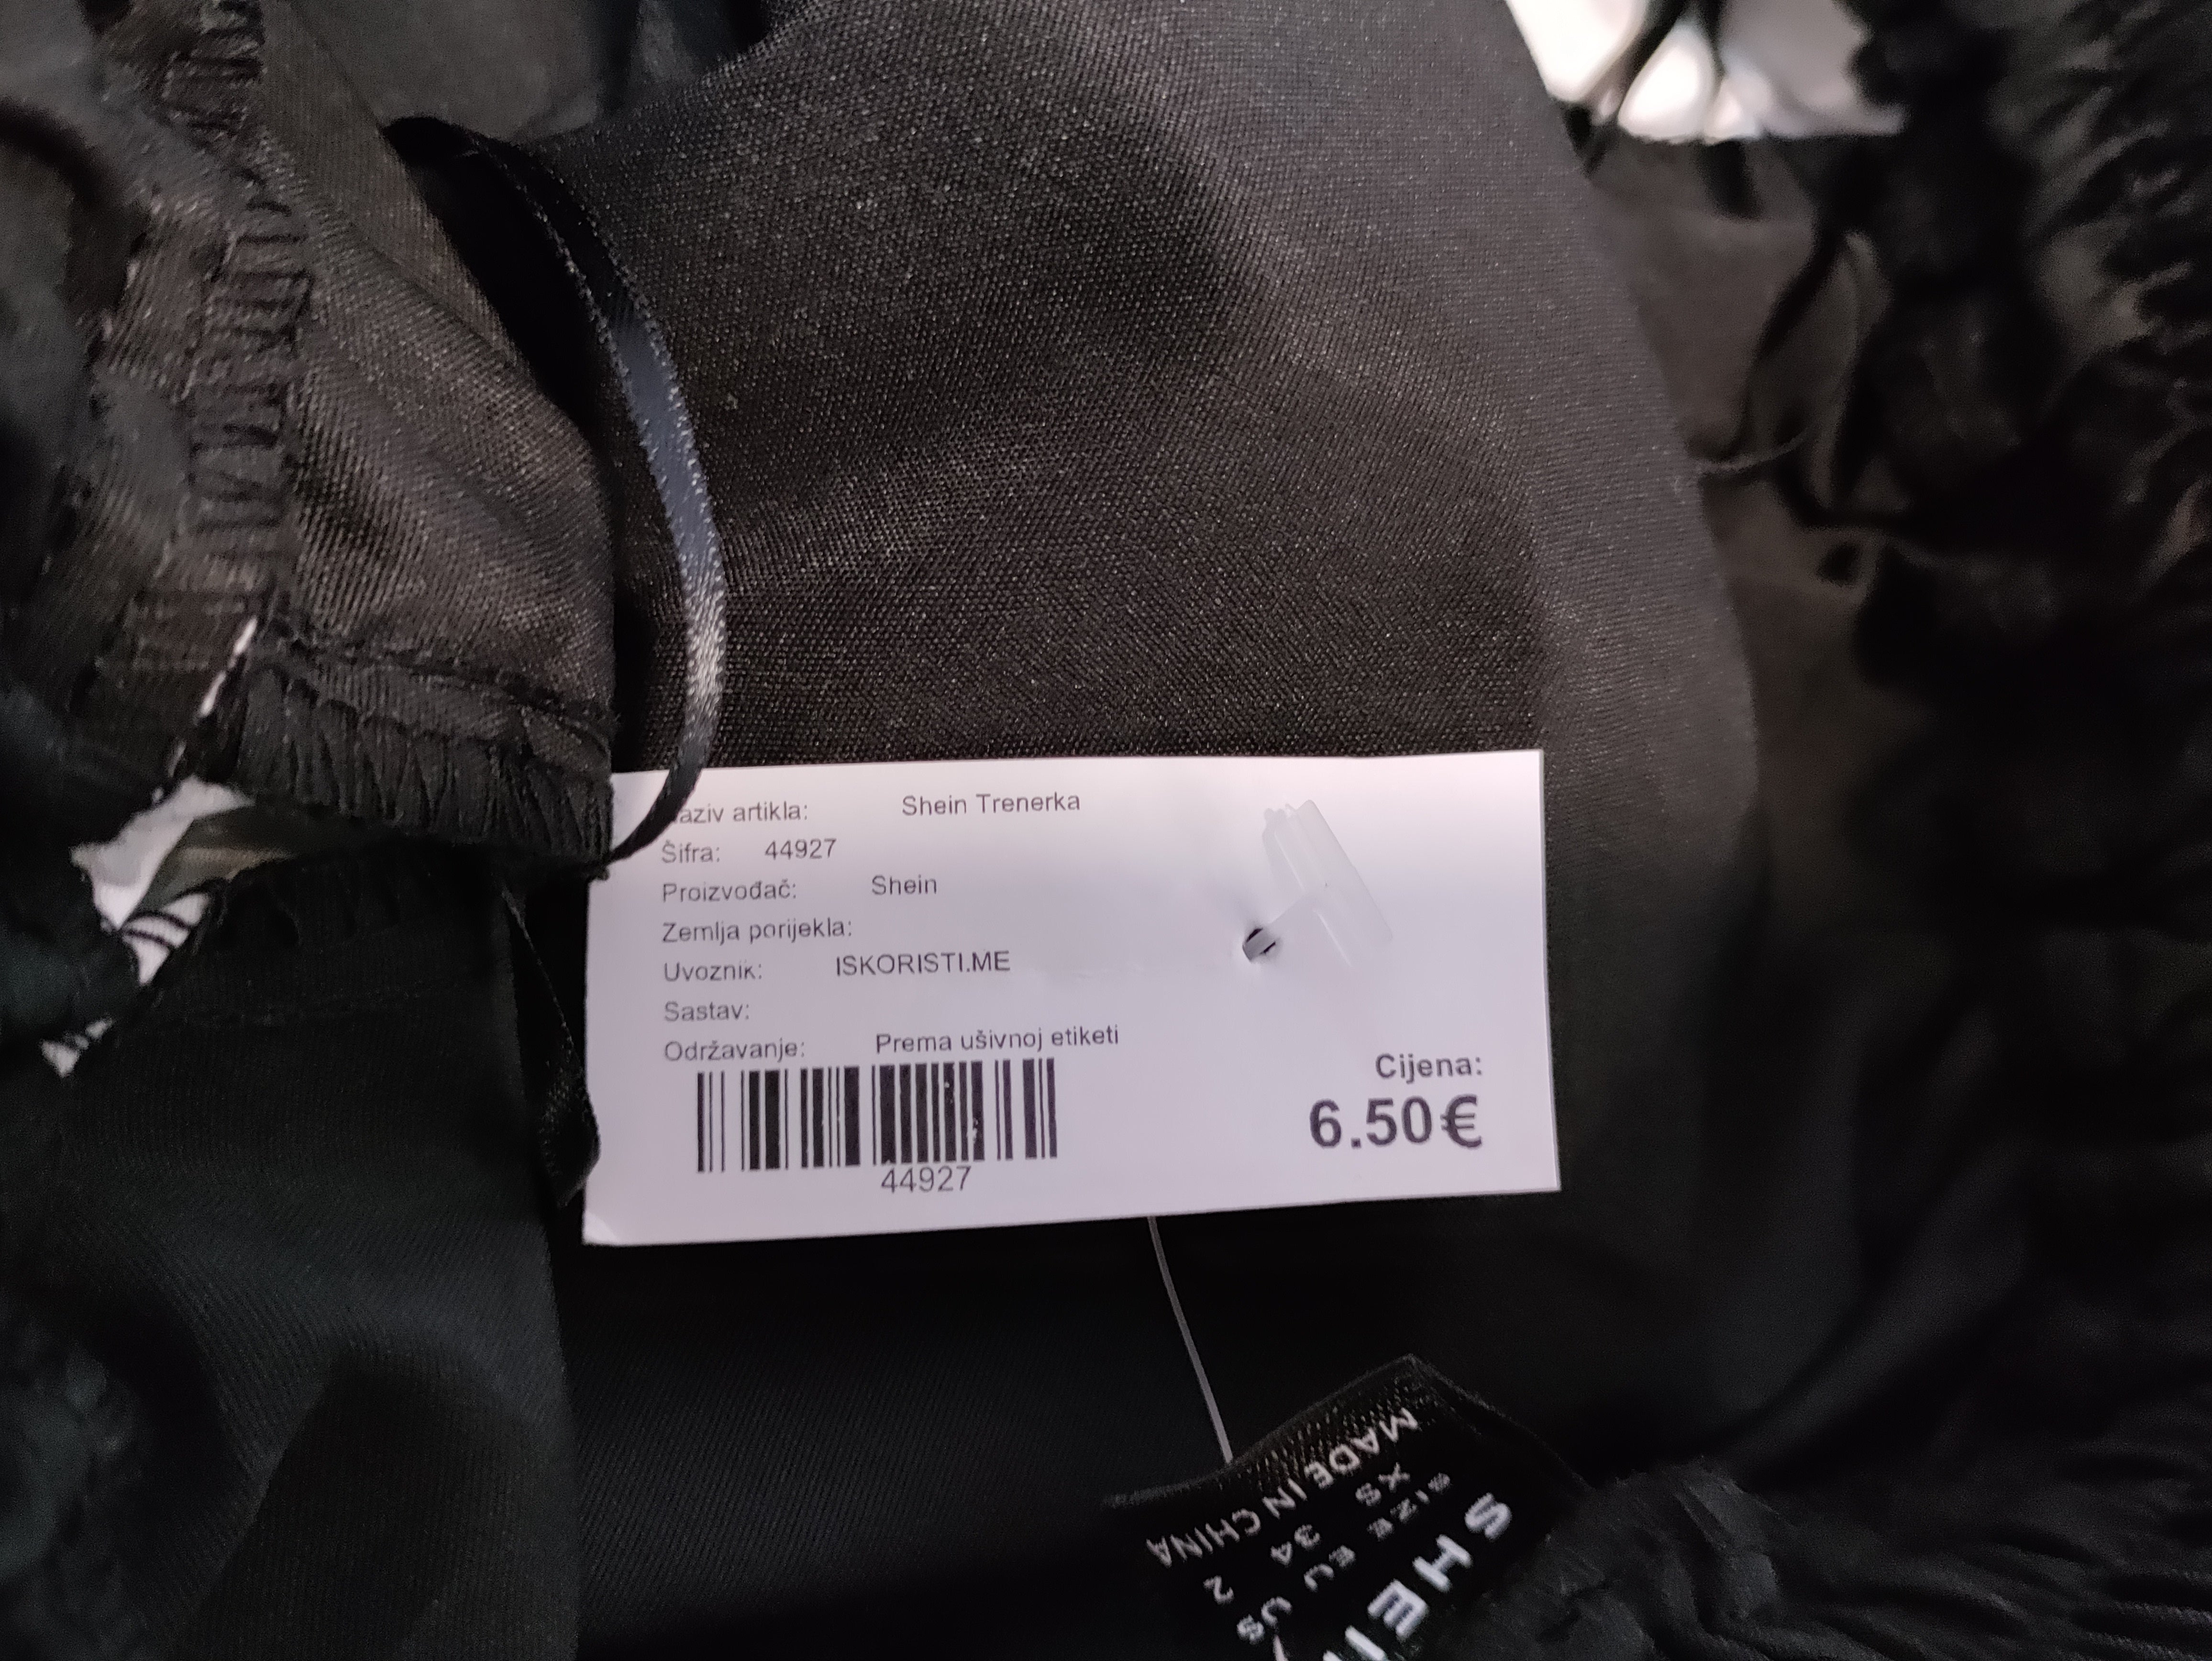 aziv artikla: Shein Trenerka
Šifra: 44927
Proizvođač: Shein
Zemlja porijekla:
Uvoznik: ISKORISTI.ME
Sastav:
Održavanje: Prema ušivnoj etiketi
44927
Cijena:
6.50€
SHEIN
SIZE EU US
XS 34 2
MADE IN CHINA